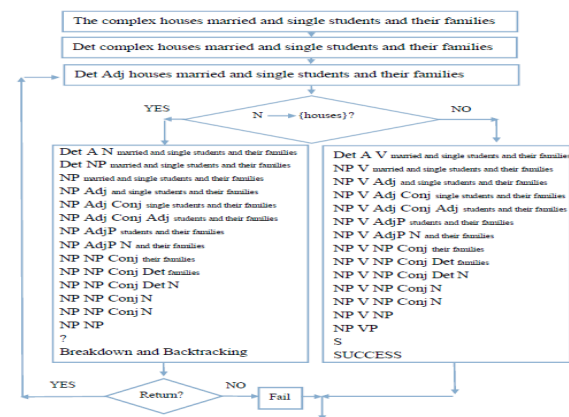 The complex houses married and single students and their families
Det complex houses married and single students and their families
Det Adj houses married and single students and their families
YES
NO
N {houses}?
Det A N married and single students and their families
Det NP married and single students and their families
NP married and single students and their families
NP Adj and single students and their families
NP Adj Conj single students and their families
NP Adj Conj Adj students and their families
NP AdjP students and their families
NP AdjP N and their families
NP NP Conj their families
NP NP Conj Det families
NP NP Conj Det N
NP NP Conj N
NP NP Conj N
NP NP
?
Breakdown and Backtracking
Det A V married and single students and their families
NP V married and single students and their families
NP V Adj and single students and their families
NP V Adj Conj single students and their families
NP V Adj Conj Adj students and their families
NP V AdjP students and their families
NP V AdjP N and their families
NP V NP Conj their families
NP V NP Conj Det families
NP V NP Conj Det N
NP V NP Conj N
NP V NP Conj N
NP V NP
NP VP
S
SUCCESS
YES
Return?
NO
Fail